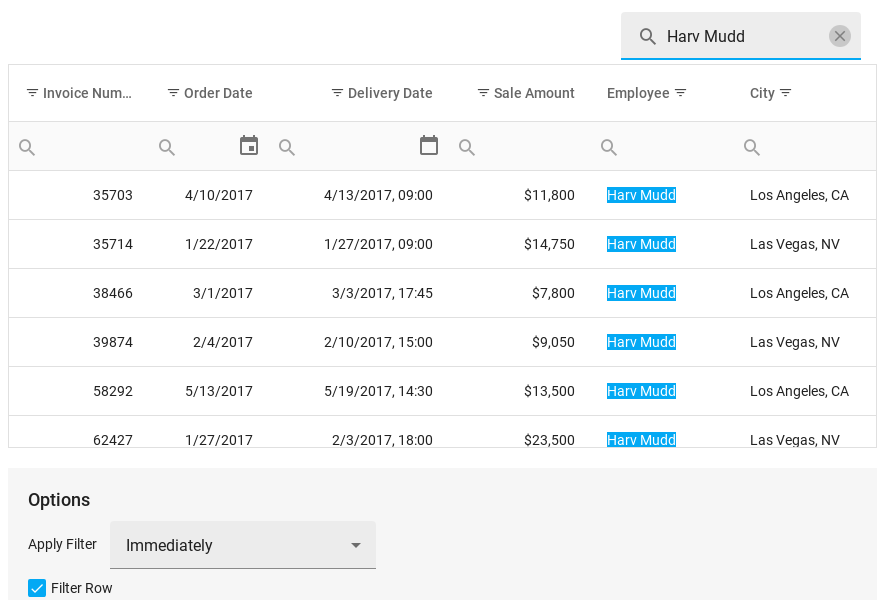 Harv Mudd
Invoice Num... Order Date Delivery Date Sale Amount Employee City
35703 4/10/2017 4/13/2017, 09:00 $11,800 Harv Mudd Los Angeles, CA
35714 1/22/2017 1/27/2017, 09:00 $14,750 Harv Mudd Las Vegas, NV
38466 3/1/2017 3/3/2017, 17:45 $7,800 Harv Mudd Los Angeles, CA
39874 2/4/2017 2/10/2017, 15:00 $9,050 Harv Mudd Las Vegas, NV
58292 5/13/2017 5/19/2017, 14:30 $13,500 Harv Mudd Los Angeles, CA
62427 1/27/2017 2/3/2017, 18:00 $23,500 Harv Mudd Las Vegas, NV
Options
Apply Filter Immediately
Filter Row